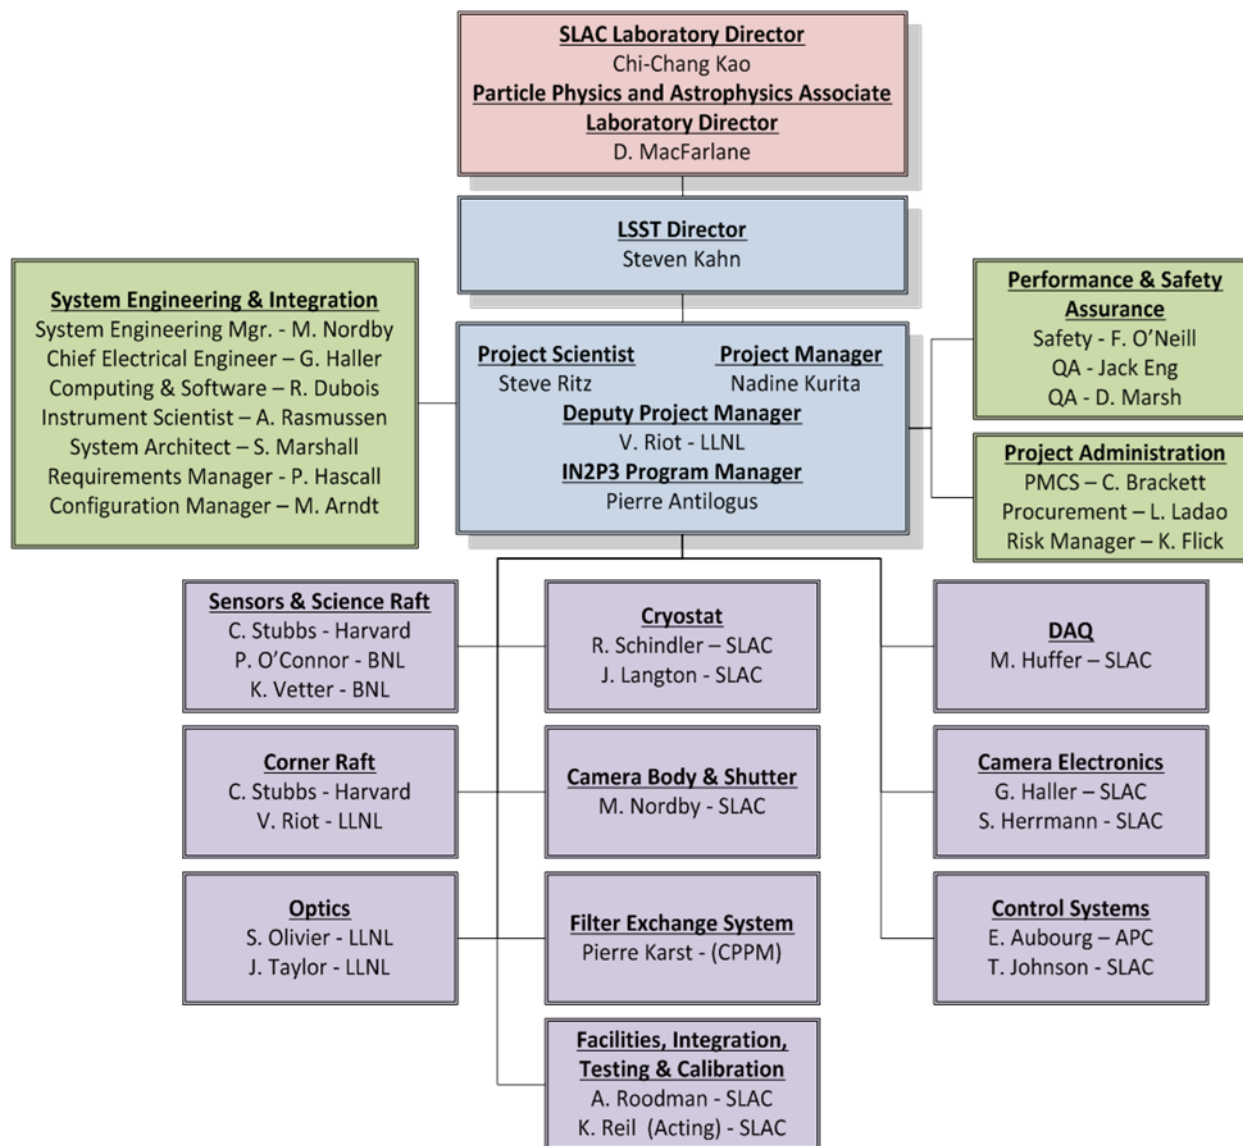 SLAC Laboratory Director
Chi-Chang Kao
Particle Physics and Astrophysics Associate
Laboratory Director
D. MacFarlane
LSST Director
Steven Kahn
System Engineering & Integration
System Engineering Mgr. - M. Nordby
Chief Electrical Engineer – G. Haller
Computing & Software – R. Dubois
Instrument Scientist – A. Rasmussen
System Architect – S. Marshall
Requirements Manager - P. Hascall
Configuration Manager – M. Arndt
Project Scientist
Steve Ritz
Project Manager
Nadine Kurita
Deputy Project Manager
V. Riot - LLNL
IN2P3 Program Manager
Pierre Antilogus
Performance & Safety
Assurance
Safety - F. O’Neill
QA - Jack Eng
QA - D. Marsh
Project Administration
PMCS – C. Brackett
Procurement – L. Ladao
Risk Manager – K. Flick
Sensors & Science Raft
C. Stubbs - Harvard
P. O’Connor - BNL
K. Vetter - BNL
Cryostat
R. Schindler – SLAC
J. Langton - SLAC
DAQ
M. Huffer – SLAC
Corner Raft
C. Stubbs - Harvard
V. Riot - LLNL
Camera Body & Shutter
M. Nordby - SLAC
Camera Electronics
G. Haller – SLAC
S. Herrmann - SLAC
Optics
S. Olivier - LLNL
J. Taylor - LLNL
Filter Exchange System
Pierre Karst - (CPPM)
Control Systems
E. Aubourg – APC
T. Johnson - SLAC
Facilities, Integration,
Testing & Calibration
A. Roodman - SLAC
K. Reil (Acting) - SLAC